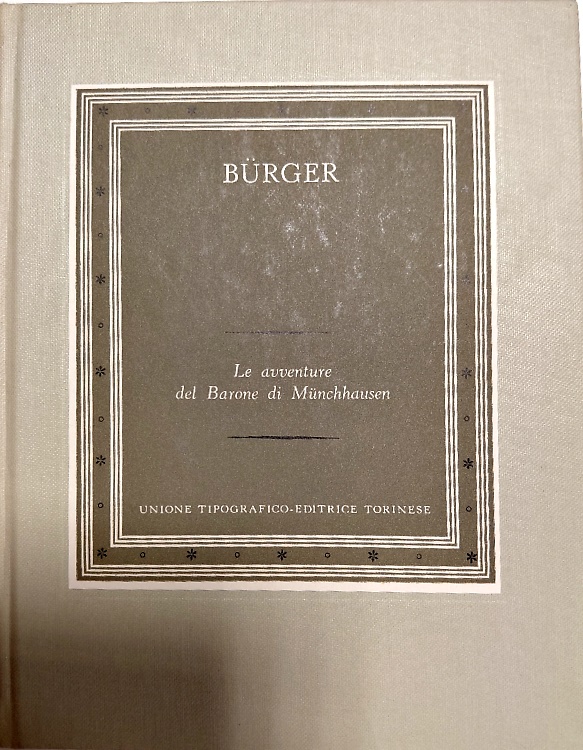 BÜRGER
Le avventure
del Barone di Münchhausen
UNIONE TIPOGRAFICO-EDITRICE TORINESE